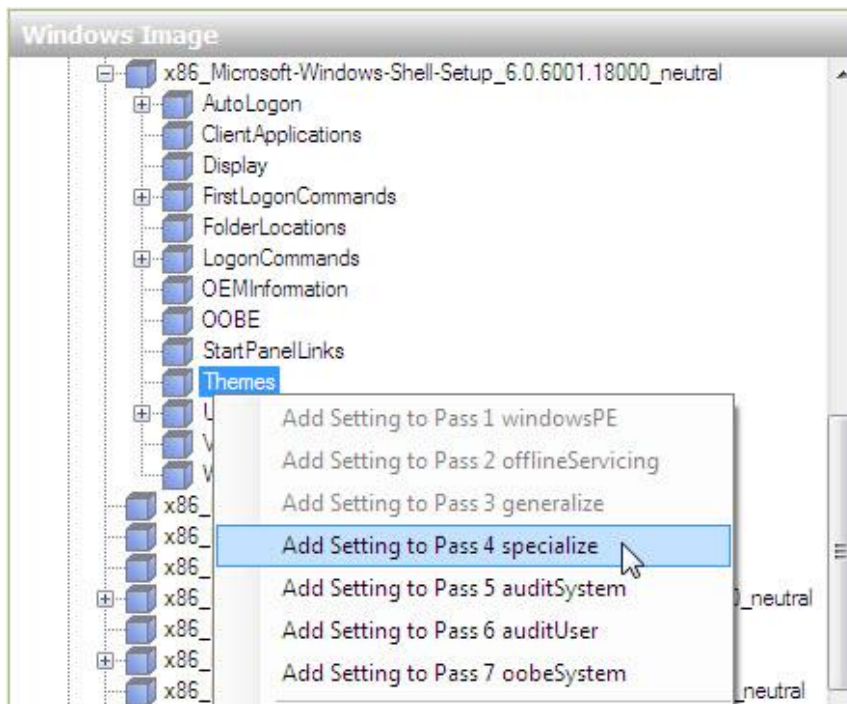 Windows Image
x86_Microsoft-Windows-Shell-Setup_6.0.6001.18000_neutral
AutoLogon
ClientApplications
Display
FirstLogonCommands
FolderLocations
LogonCommands
OEMInformation
OOBE
StartPanelLinks
Themes
U
Add Setting to Pass 1 windowsPE
V
Add Setting to Pass 2 offlineServicing
W
x86_
Add Setting to Pass 3 generalize
x86_
Add Setting to Pass 4 specialize
x86_
x86_
Add Setting to Pass 5 auditSystem
0_neutral
x86_
Add Setting to Pass 6 auditUser
x86_
Add Setting to Pass 7 oobeSystem
x86_
_neutral